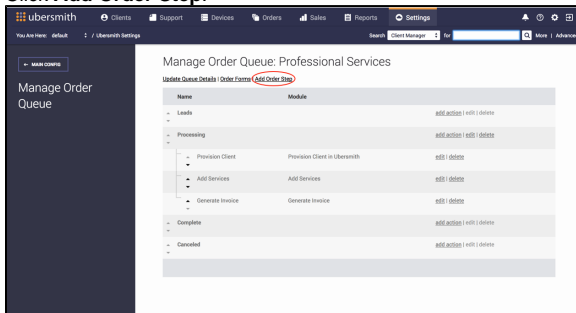 Click Add Order Step.
ubersmith Clients Support Devices Orders Sales Reports Settings
You Are Here: default / Ubersmith Settings Search Client Manager for More | Advanced
← MAIN CONFIG
Manage Order Queue
Manage Order Queue: Professional Services
Update Queue Details | Order Forms | Add Order Step
Name Module
Leads add action | edit | delete
Processing add action | edit | delete
Provision Client Provision Client in Ubersmith edit | delete
Add Services Add Services edit | delete
Generate Invoice Generate Invoice edit | delete
Complete add action | edit | delete
Canceled add action | edit | delete